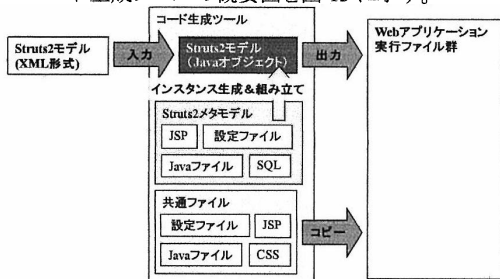 コード生成ツール
Struts2モデル
(XML形式)
入力
Struts2モデル
(Javaオブジェクト)
出力
Webアプリケーション
実行ファイル群
インスタンス生成&組み立て
Struts2メタモデル
JSP
設定ファイル
Javaファイル
SQL
共通ファイル
設定ファイル
JSP
Javaファイル
CSS
コピー